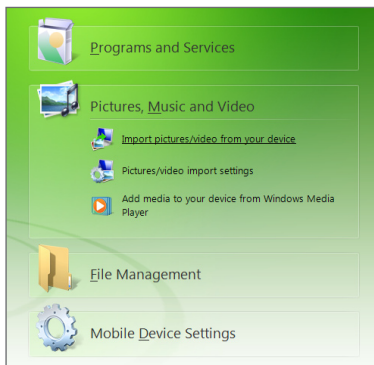 Programs and Services
Pictures, Music and Video
Import pictures/video from your device
Pictures/video import settings
Add media to your device from Windows Media
Player
File Management
Mobile Device Settings